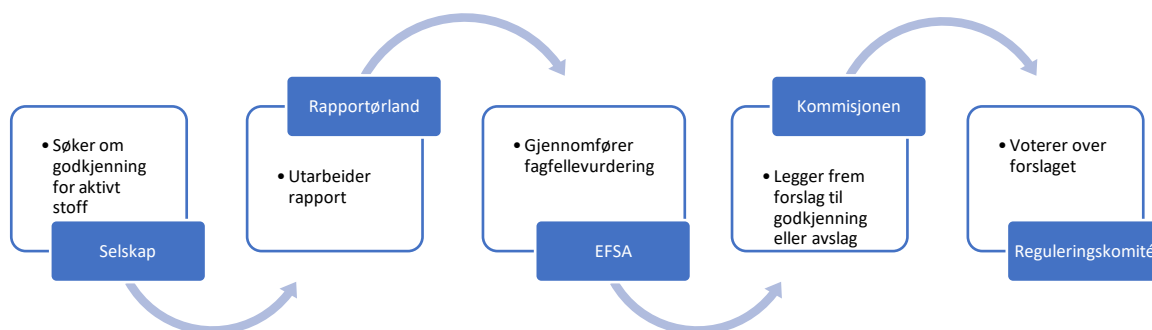 • Søker om
godkjenning
for aktivt
stoff
Selskap
Rapportørland
• Utarbeider
rapport
• Gjennomfører
fagfellevurdering
EFSA
Kommisjonen
• Legger frem
forslag til
godkjenning
eller avslag
• Voterer over
forslaget
Reguleringskomité